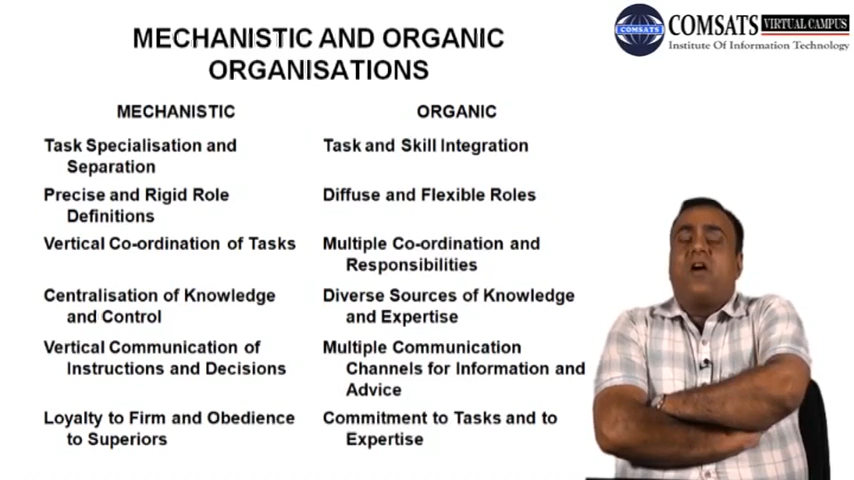 MECHANISTIC AND ORGANIC
ORGANISATIONS
COMSATS VIRTUAL CAMPUS
Institute Of Information Technology
COMSATS
MECHANISTIC
ORGANIC
Task Specialisation and
Separation
Task and Skill Integration
Precise and Rigid Role
Definitions
Diffuse and Flexible Roles
Vertical Co-ordination of Tasks
Multiple Co-ordination and
Responsibilities
Centralisation of Knowledge
and Control
Diverse Sources of Knowledge
and Expertise
Vertical Communication of
Instructions and Decisions
Multiple Communication
Channels for Information and
Advice
Loyalty to Firm and Obedience
to Superiors
Commitment to Tasks and to
Expertise